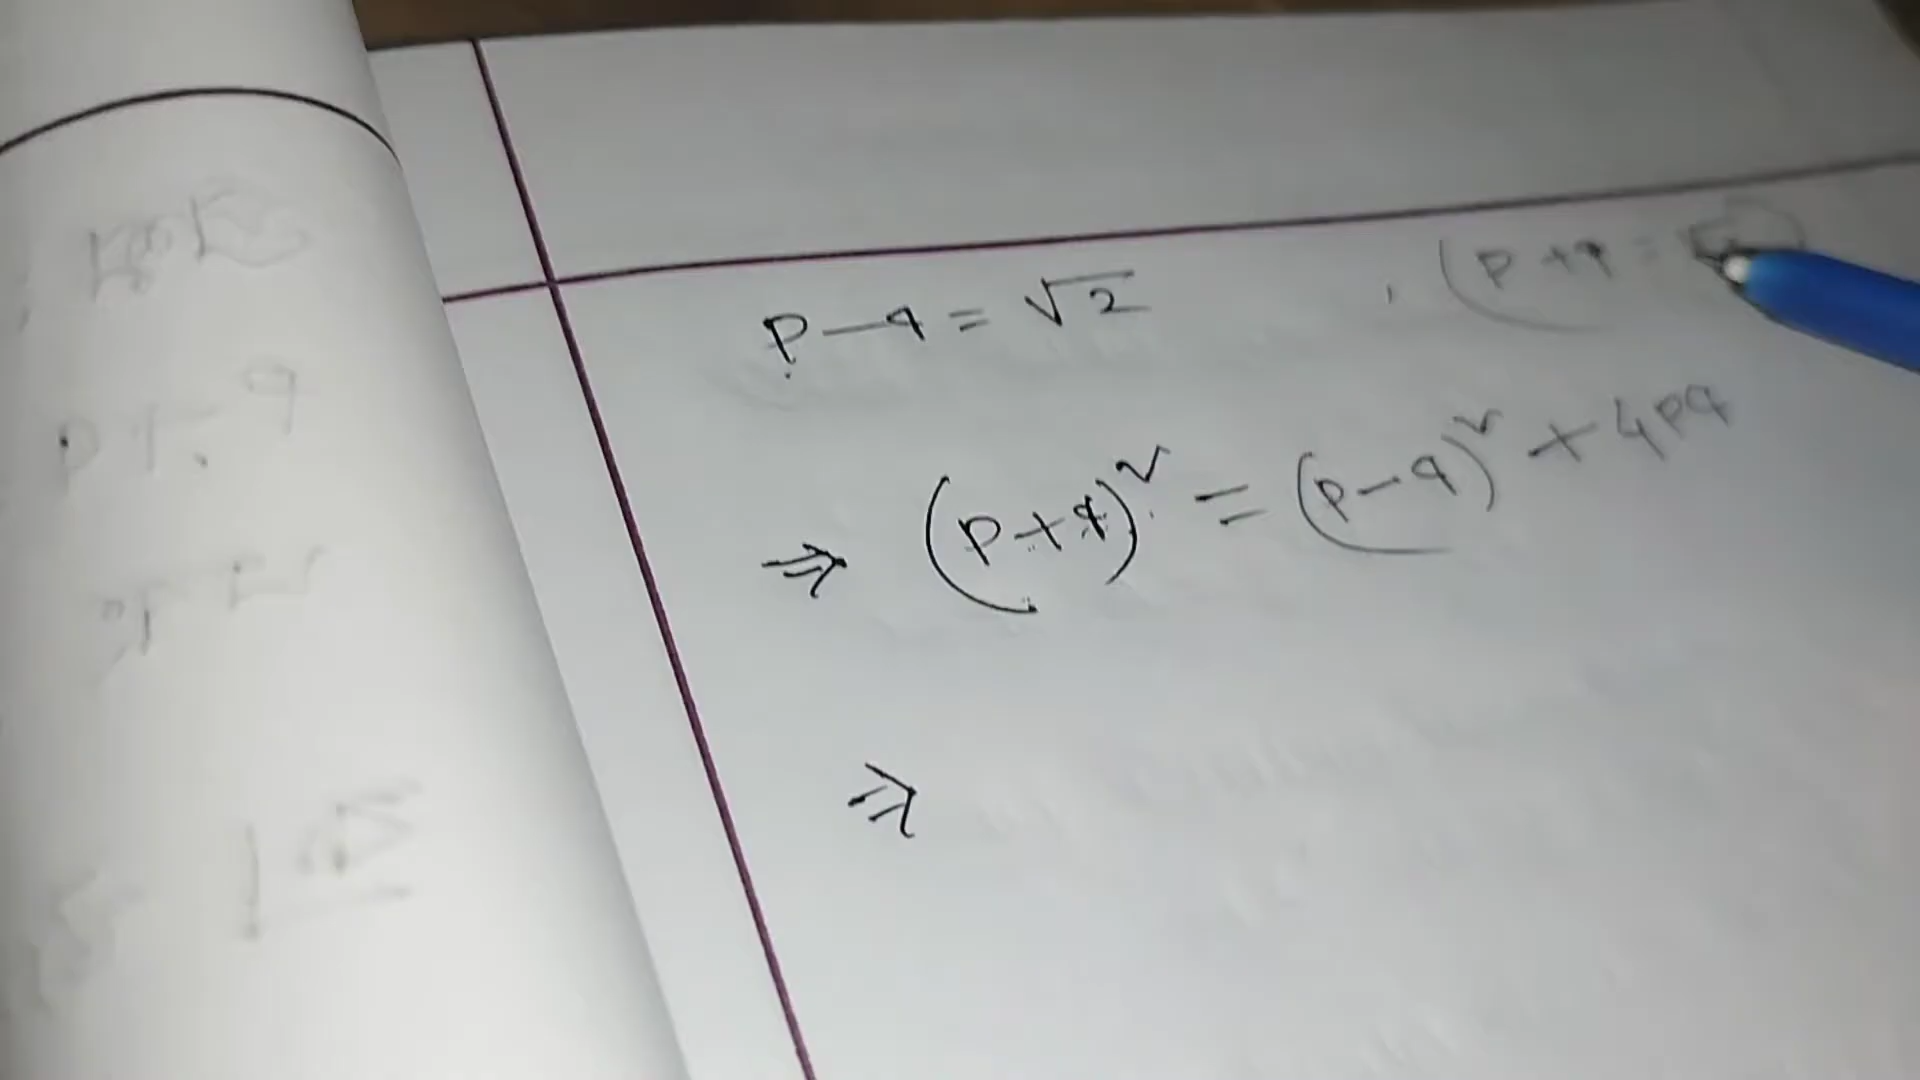 p - q = √2 , (p + q =
⇒ (p+q)² = (p-q)² + 4pq
⇒